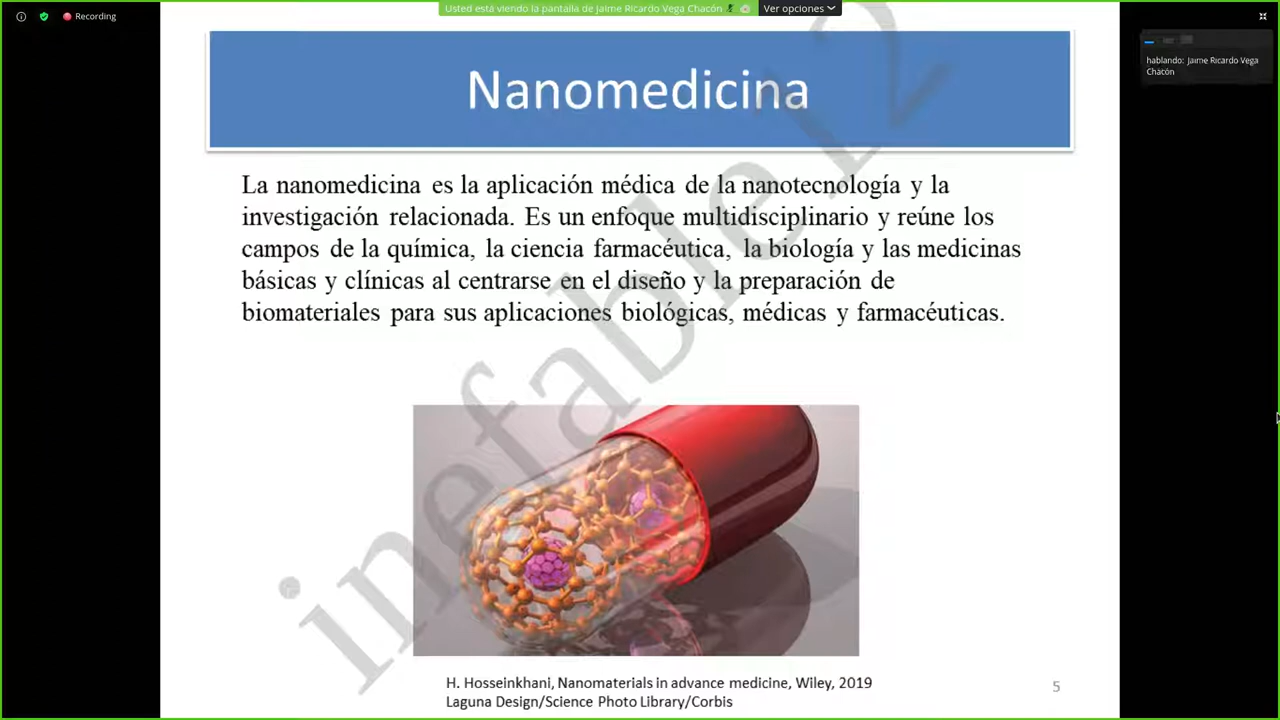 Recording
Usted está viendo la pantalla de Jaime Ricardo Vega Chacón
Ver opciones
hablando: Jaime Ricardo Vega
Chacón
Nanomedicina
La nanomedicina es la aplicación médica de la nanotecnología y la
investigación relacionada. Es un enfoque multidisciplinario y reúne los
campos de la química, la ciencia farmacéutica, la biología y las medicinas
básicas y clínicas al centrarse en el diseño y la preparación de
biomateriales para sus aplicaciones biológicas, médicas y farmacéuticas.
inefable12
H. Hosseinkhani, Nanomaterials in advance medicine, Wiley, 2019
Laguna Design/Science Photo Library/Corbis
5